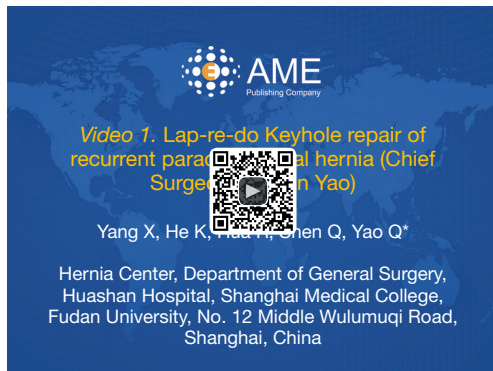 E AME
Publishing Company
Video 1. Lap-re-do Keyhole repair of
recurrent hernia (Chief
Yao)
Yang X, He K, R, Shen Q, Yao Q*
Hernia Center, Department of General Surgery,
Huashan Hospital, Shanghai Medical College,
Fudan University, No. 12 Middle Wulumuqi Road,
Shanghai, China